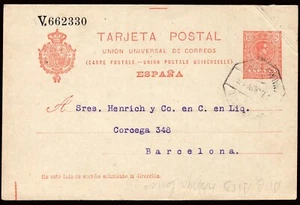 V.662330
TARJETA POSTAL
UNION UNIVERSAL DE CORREOS
(CARTE POSTALE - UNION POSTALE UNIVERSELLE)
ESPAÑA
A Sres. Henrich y Co. en C. en Liq.
Corcega 348
Barcelona.
En este lado se escribe solamente la dirección.